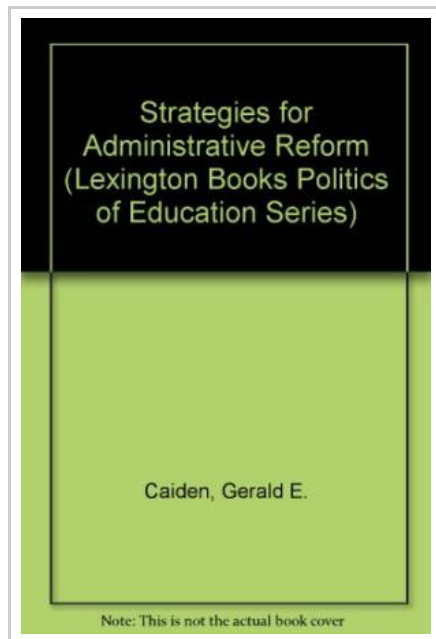 Strategies for
Administrative Reform
(Lexington Books Politics
of Education Series)
Caiden, Gerald E.
Note: This is not the actual book cover